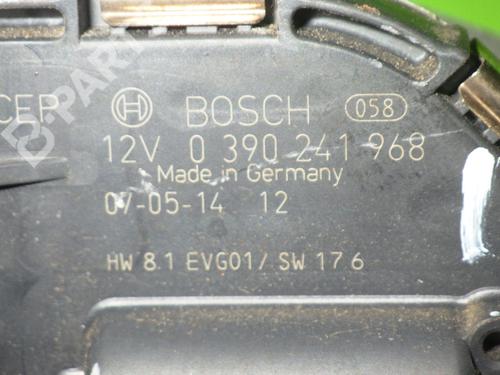 B-PART
CEP BOSCH 058
12V 0 390 241 968
Made in Germany
07-05-14 12
HW 8.1 EVG01/ SW 17.6